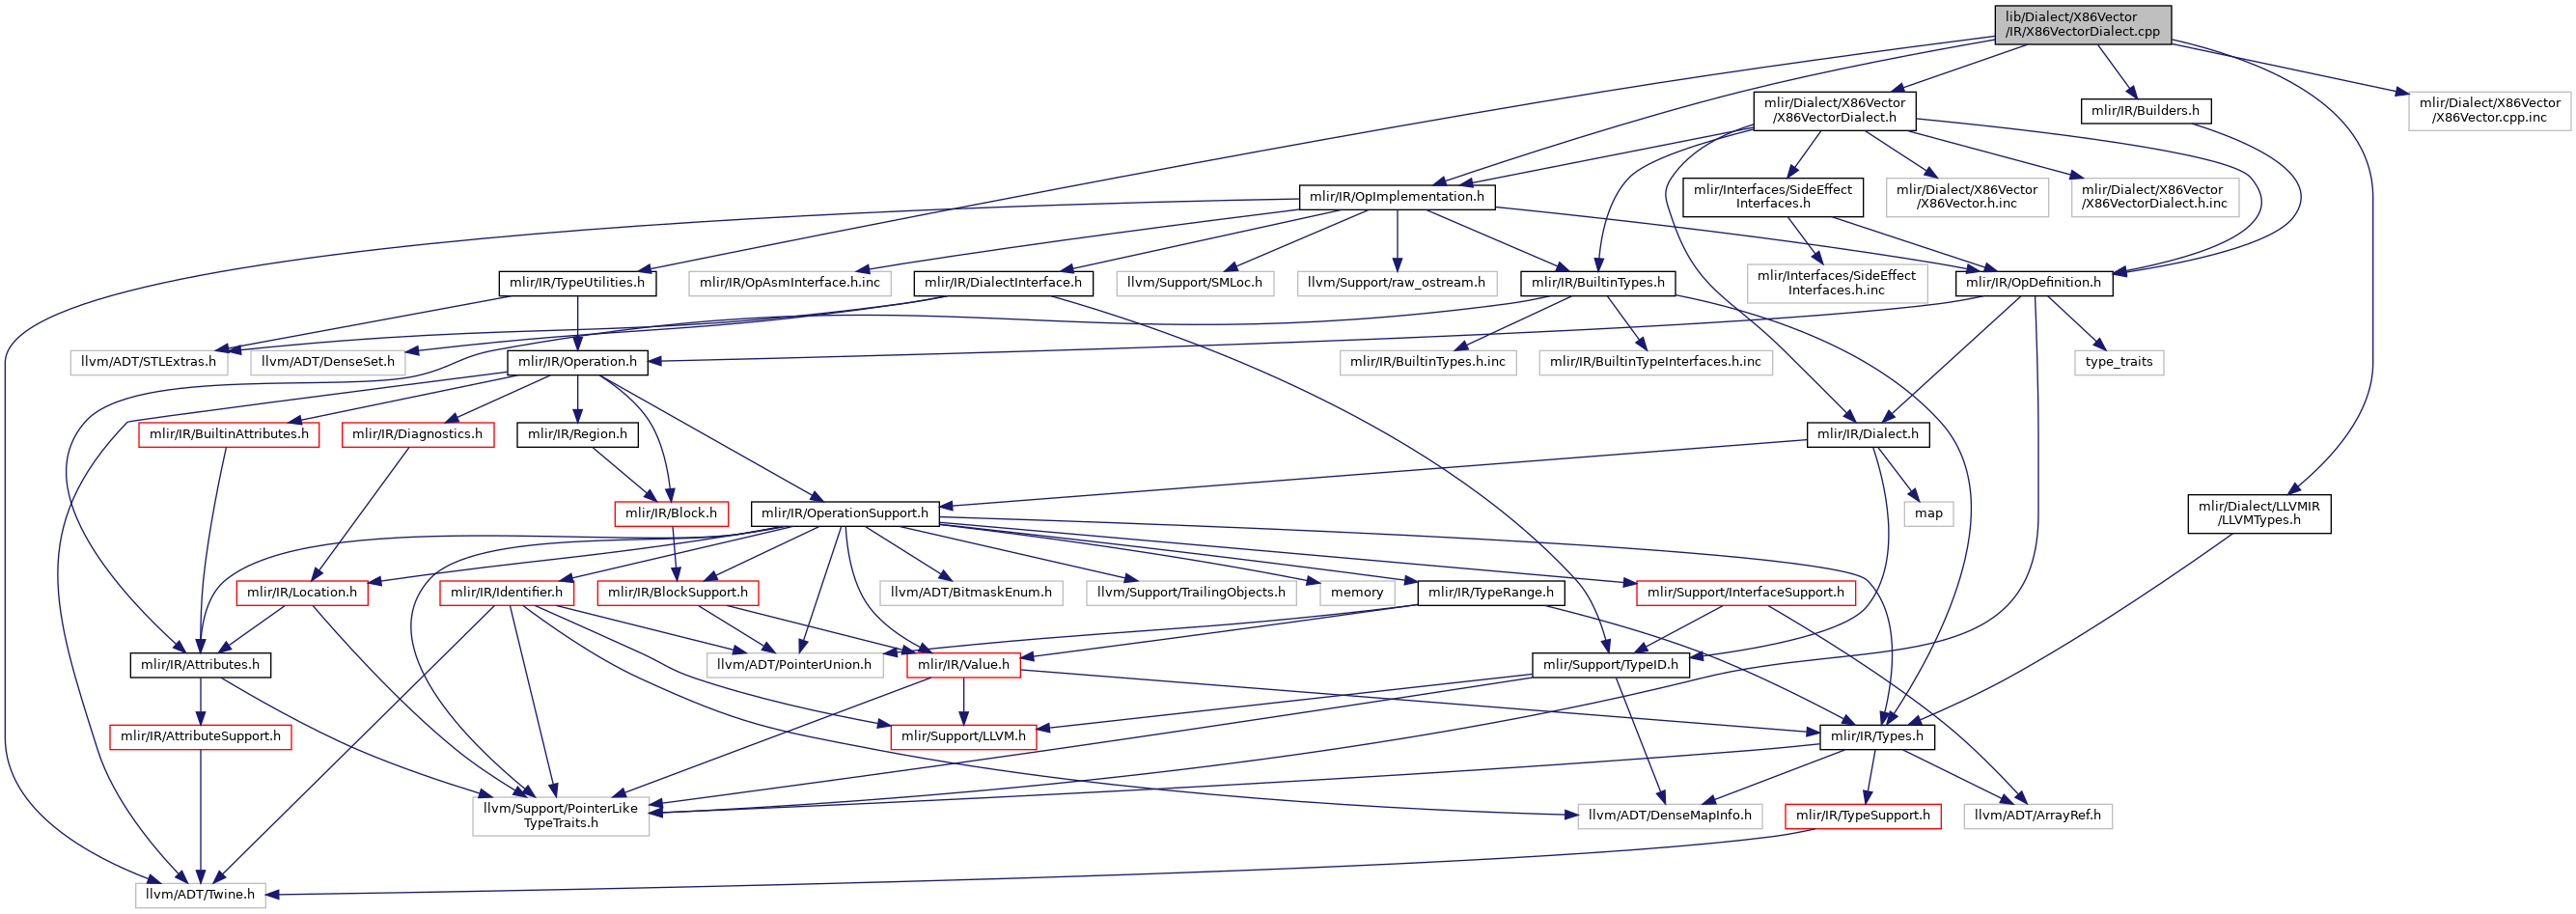 lib/Dialect/X86Vector
/IR/X86VectorDialect.cpp
mlir/Dialect/X86Vector
/X86VectorDialect.h
mlir/IR/Builders.h
mlir/Dialect/X86Vector
/X86Vector.cpp.inc
mlir/IR/OpImplementation.h
mlir/Interfaces/SideEffect
Interfaces.h
mlir/Dialect/X86Vector
/X86Vector.h.inc
mlir/Dialect/X86Vector
/X86VectorDialect.h.inc
mlir/IR/TypeUtilities.h
mlir/IR/OpAsmInterface.h.inc
mlir/IR/DialectInterface.h
llvm/Support/SMLoc.h
llvm/Support/raw_ostream.h
mlir/IR/BuiltinTypes.h
mlir/Interfaces/SideEffect
Interfaces.h.inc
mlir/IR/OpDefinition.h
llvm/ADT/STLExtras.h
llvm/ADT/DenseSet.h
mlir/IR/Operation.h
mlir/IR/BuiltinTypes.h.inc
mlir/IR/BuiltinTypeInterfaces.h.inc
type_traits
mlir/IR/BuiltinAttributes.h
mlir/IR/Diagnostics.h
mlir/IR/Region.h
mlir/IR/Dialect.h
mlir/IR/Block.h
mlir/IR/OperationSupport.h
map
mlir/Dialect/LLVMIR
/LLVMTypes.h
mlir/IR/Location.h
mlir/IR/Identifier.h
mlir/IR/BlockSupport.h
llvm/ADT/BitmaskEnum.h
llvm/Support/TrailingObjects.h
memory
mlir/IR/TypeRange.h
mlir/Support/InterfaceSupport.h
mlir/IR/Attributes.h
llvm/ADT/PointerUnion.h
mlir/IR/Value.h
mlir/Support/TypeID.h
mlir/IR/AttributeSupport.h
mlir/Support/LLVM.h
mlir/IR/Types.h
llvm/Support/PointerLike
TypeTraits.h
llvm/ADT/DenseMapInfo.h
mlir/IR/TypeSupport.h
llvm/ADT/ArrayRef.h
llvm/ADT/Twine.h